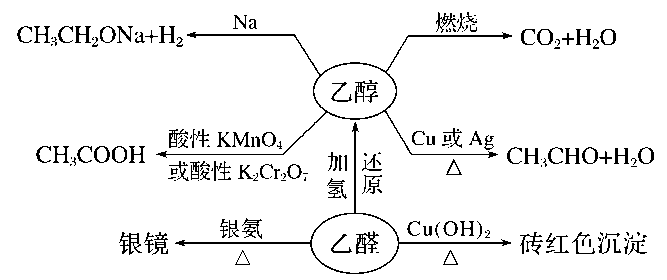 CH₃CH₂ONa+H₂ Na 燃烧 CO₂+H₂O
乙醇
CH₃COOH 酸性 KMnO₄ Cu 或 Ag CH₃CHO+H₂O
或酸性 K₂Cr₂O₇ △
加氢 还原
银镜 银氨 乙醛 Cu(OH)₂ 砖红色沉淀
△ △